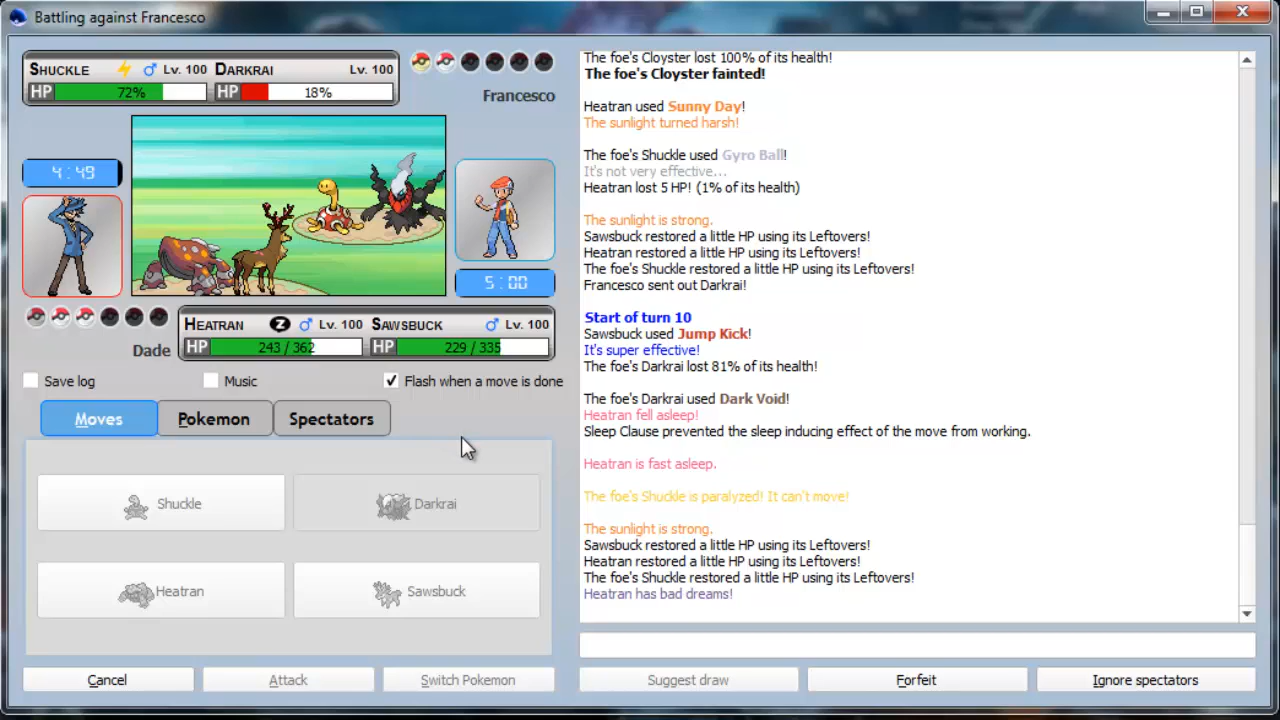 Battling against Francesco
SHUCKLE ♂ Lv. 100 DARKRAI Lv. 100
HP 72% HP 18%
Francesco
4:49
5:00
HEATRAN Z ♂ Lv. 100 SAWSBUCK ♂ Lv. 100
HP 243 / 362 HP 229 / 335
Dade
Save log Music Flash when a move is done
Moves Pokemon Spectators
Shuckle Darkrai
Heatran Sawsbuck
Cancel Attack Switch Pokemon
The foe's Cloyster lost 100% of its health!
The foe's Cloyster fainted!
Heatran used Sunny Day!
The sunlight turned harsh!
The foe's Shuckle used Gyro Ball!
It's not very effective...
Heatran lost 5 HP! (1% of its health)
The sunlight is strong.
Sawsbuck restored a little HP using its Leftovers!
Heatran restored a little HP using its Leftovers!
The foe's Shuckle restored a little HP using its Leftovers!
Francesco sent out Darkrai!
Start of turn 10
Sawsbuck used Jump Kick!
It's super effective!
The foe's Darkrai lost 81% of its health!
The foe's Darkrai used Dark Void!
Heatran fell asleep!
Sleep Clause prevented the sleep inducing effect of the move from working.
Heatran is fast asleep.
The foe's Shuckle is paralyzed! It can't move!
The sunlight is strong.
Sawsbuck restored a little HP using its Leftovers!
Heatran restored a little HP using its Leftovers!
The foe's Shuckle restored a little HP using its Leftovers!
Heatran has bad dreams!
Suggest draw Forfeit Ignore spectators